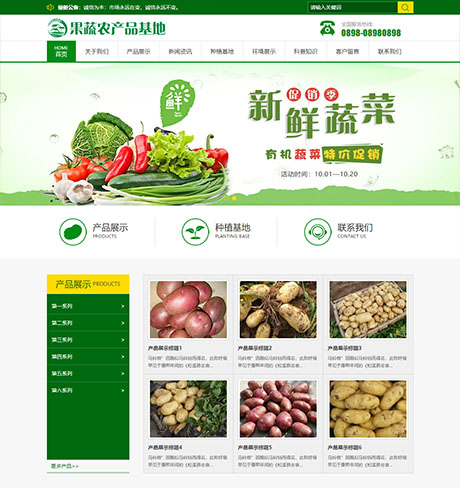 最新公告：诚信为本：市场永远在变，诚信永远不变。
请输入关键词
果蔬农产品基地
全国服务热线：
0898-08980898
HOME
首页
关于我们
产品展示
新闻资讯
种植基地
环境展示
科普知识
客户留言
联系我们
鲜
新鲜蔬菜
促销季
有机蔬菜特价促销
活动时间：10.01—10.20
产品展示
PRODUCTS
种植基地
PLANTING BASE
联系我们
CONTACT US
产品展示 PRODUCTS
第一系列 >
第二系列 >
第三系列 >
第四系列 >
第五系列 >
第六系列 >
更多产品>>
产品展示标题1
产品展示标题2
产品展示标题3
产品展示标题4
产品展示标题5
产品展示标题6